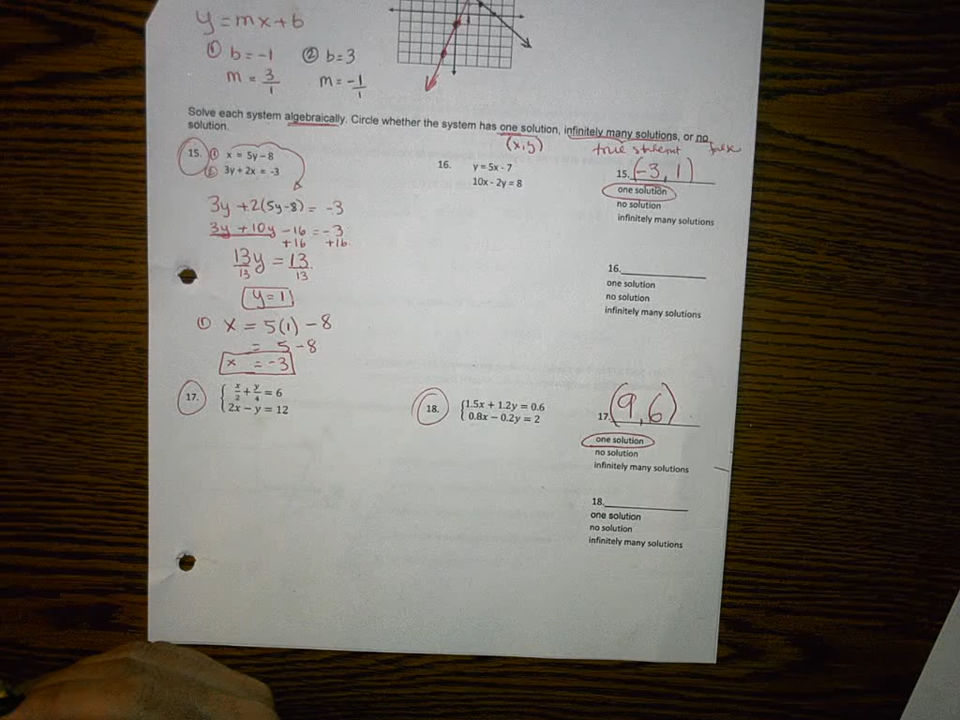 y = mx + b
① b = -1 ② b = 3
m = 3/1 m = -1/1
Solve each system algebraically. Circle whether the system has one solution, infinitely many solutions, or no
solution.
(x,y) true statement false
15. ① x = 5y - 8
② 3y + 2x = -3
3y + 2(5y-8) = -3
3y + 10y - 16 = -3
+16 +16
13y = 13
13 13
y = 1
① x = 5(1) - 8
= 5 - 8
x = -3
16. y = 5x - 7
10x - 2y = 8
15. (-3, 1)
one solution
no solution
infinitely many solutions
16.
one solution
no solution
infinitely many solutions
17. { x/2 + y/4 = 6
2x - y = 12
18. { 1.5x + 1.2y = 0.6
0.8x - 0.2y = 2
17. (9, 6)
one solution
no solution
infinitely many solutions
18.
one solution
no solution
infinitely many solutions